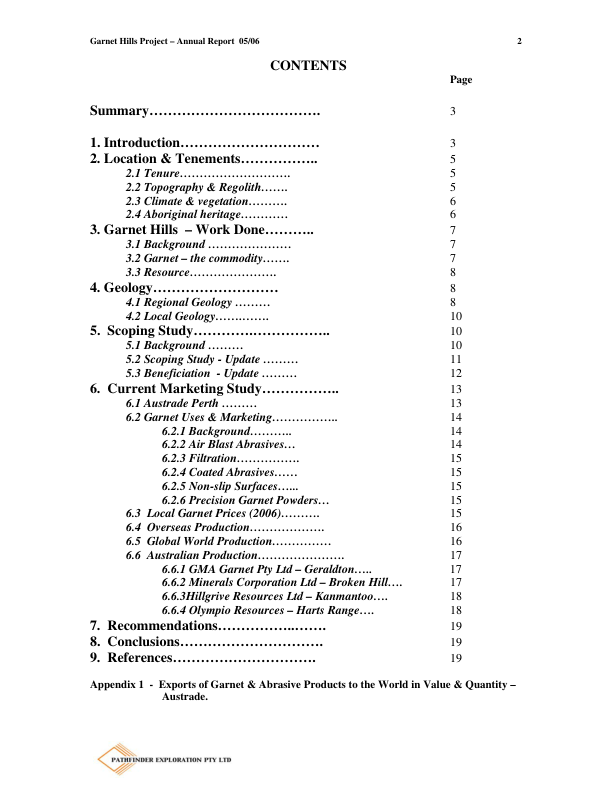 Garnet Hills Project – Annual Report 05/06 2
CONTENTS
Page
Summary………………………………. 3
1. Introduction………………………… 3
2. Location & Tenements…………….. 5
2.1 Tenure………………………. 5
2.2 Topography & Regolith……. 5
2.3 Climate & vegetation………. 6
2.4 Aboriginal heritage………… 6
3. Garnet Hills – Work Done……….. 7
3.1 Background ………………… 7
3.2 Garnet – the commodity……. 7
3.3 Resource…………………. 8
4. Geology……………………… 8
4.1 Regional Geology ……… 8
4.2 Local Geology…….……. 10
5. Scoping Study………….…………….. 10
5.1 Background ……… 10
5.2 Scoping Study - Update ……… 11
5.3 Beneficiation - Update ……… 12
6. Current Marketing Study…………….. 13
6.1 Austrade Perth ……… 13
6.2 Garnet Uses & Marketing…………….. 14
6.2.1 Background……….. 14
6.2.2 Air Blast Abrasives… 14
6.2.3 Filtration……………. 15
6.2.4 Coated Abrasives…… 15
6.2.5 Non-slip Surfaces…... 15
6.2.6 Precision Garnet Powders… 15
6.3 Local Garnet Prices (2006)………. 15
6.4 Overseas Production………………. 16
6.5 Global World Production…………… 16
6.6 Australian Production…………………. 17
6.6.1 GMA Garnet Pty Ltd – Geraldton….. 17
6.6.2 Minerals Corporation Ltd – Broken Hill…. 17
6.6.3Hillgrive Resources Ltd – Kanmantoo…. 18
6.6.4 Olympio Resources – Harts Range…. 18
7. Recommendations……………..……. 19
8. Conclusions…………………………. 19
9. References…………………………. 19
Appendix 1 - Exports of Garnet & Abrasive Products to the World in Value & Quantity –
Austrade.
PATHFINDER EXPLORATION PTY LTD